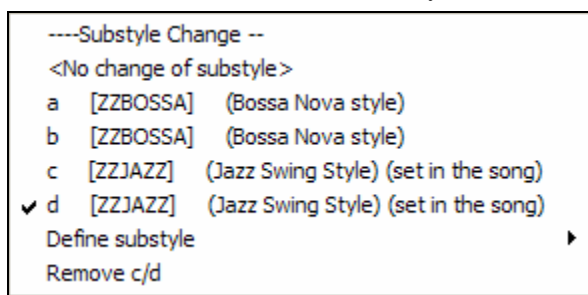 ----Substyle Change --
<No change of substyle>
a [ZZBOSSA] (Bossa Nova style)
b [ZZBOSSA] (Bossa Nova style)
c [ZZJAZZ] (Jazz Swing Style) (set in the song)
d [ZZJAZZ] (Jazz Swing Style) (set in the song)
Define substyle
Remove c/d